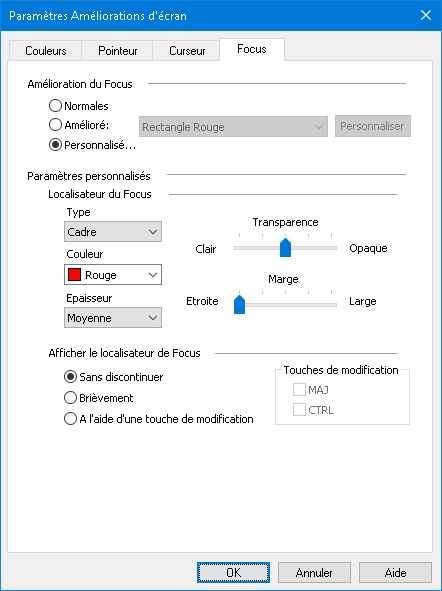 Paramètres Améliorations d'écran
Couleurs Pointeur Curseur Focus
Amélioration du Focus
Normales
Amélioré: Rectangle Rouge Personnaliser
Personnalisé...
Paramètres personnalisés
Localisateur du Focus
Type Transparence
Cadre Clair Opaque
Couleur
Rouge Marge
Epaisseur Etroite Large
Moyenne
Afficher le localisateur de Focus
Sans discontinuer Touches de modification
Brièvement MAJ
A l'aide d'une touche de modification CTRL
OK Annuler Aide